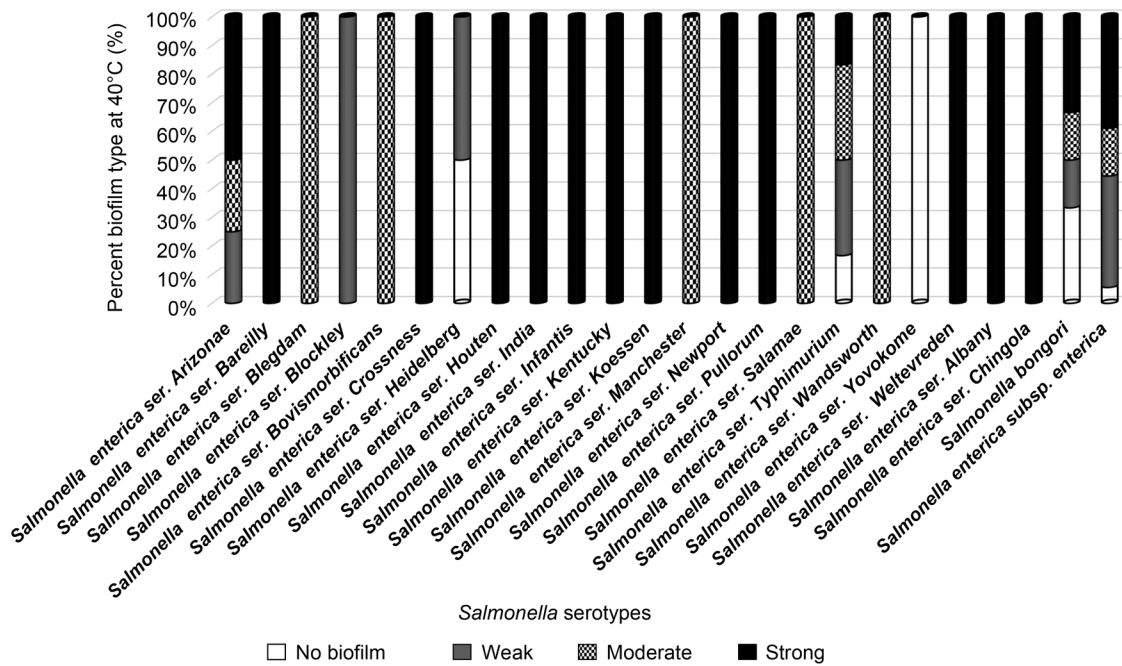 Percent biofilm type at 40°C (%)
100%
90%
80%
70%
60%
50%
40%
30%
20%
10%
0%
Salmonella enterica ser. Arizonae
Salmonella enterica ser. Bareilly
Salmonella enterica ser. Blegdam
Salmonella enterica ser. Blockley
Salmonella enterica ser. Bovismorbificans
Salmonella enterica ser. Crossness
Salmonella enterica ser. Heidelberg
Salmonella enterica ser. Houten
Salmonella enterica ser. India
Salmonella enterica ser. Infantis
Salmonella enterica ser. Kentucky
Salmonella enterica ser. Koessen
Salmonella enterica ser. Manchester
Salmonella enterica ser. Newport
Salmonella enterica ser. Pullorum
Salmonella enterica ser. Salamae
Salmonella enterica ser. Typhimurium
Salmonella enterica ser. Wandsworth
Salmonella enterica ser. Yovokome
Salmonella enterica ser. Weltevreden
Salmonella enterica ser. Albany
Salmonella enterica ser. Chingola
Salmonella bongori
Salmonella enterica subsp. enterica
Salmonella serotypes
No biofilm
Weak
Moderate
Strong